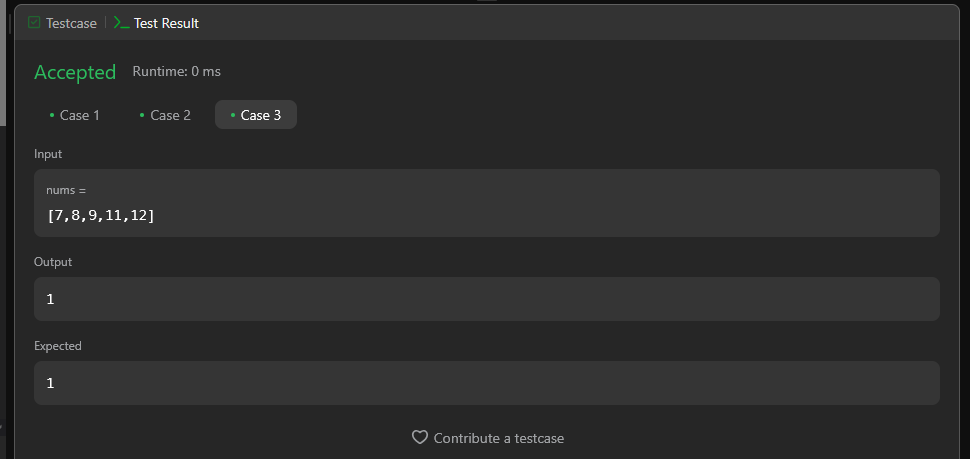 Testcase Test Result
Accepted Runtime: 0 ms
Case 1 Case 2 Case 3
Input
nums =
[7,8,9,11,12]
Output
1
Expected
1
Contribute a testcase